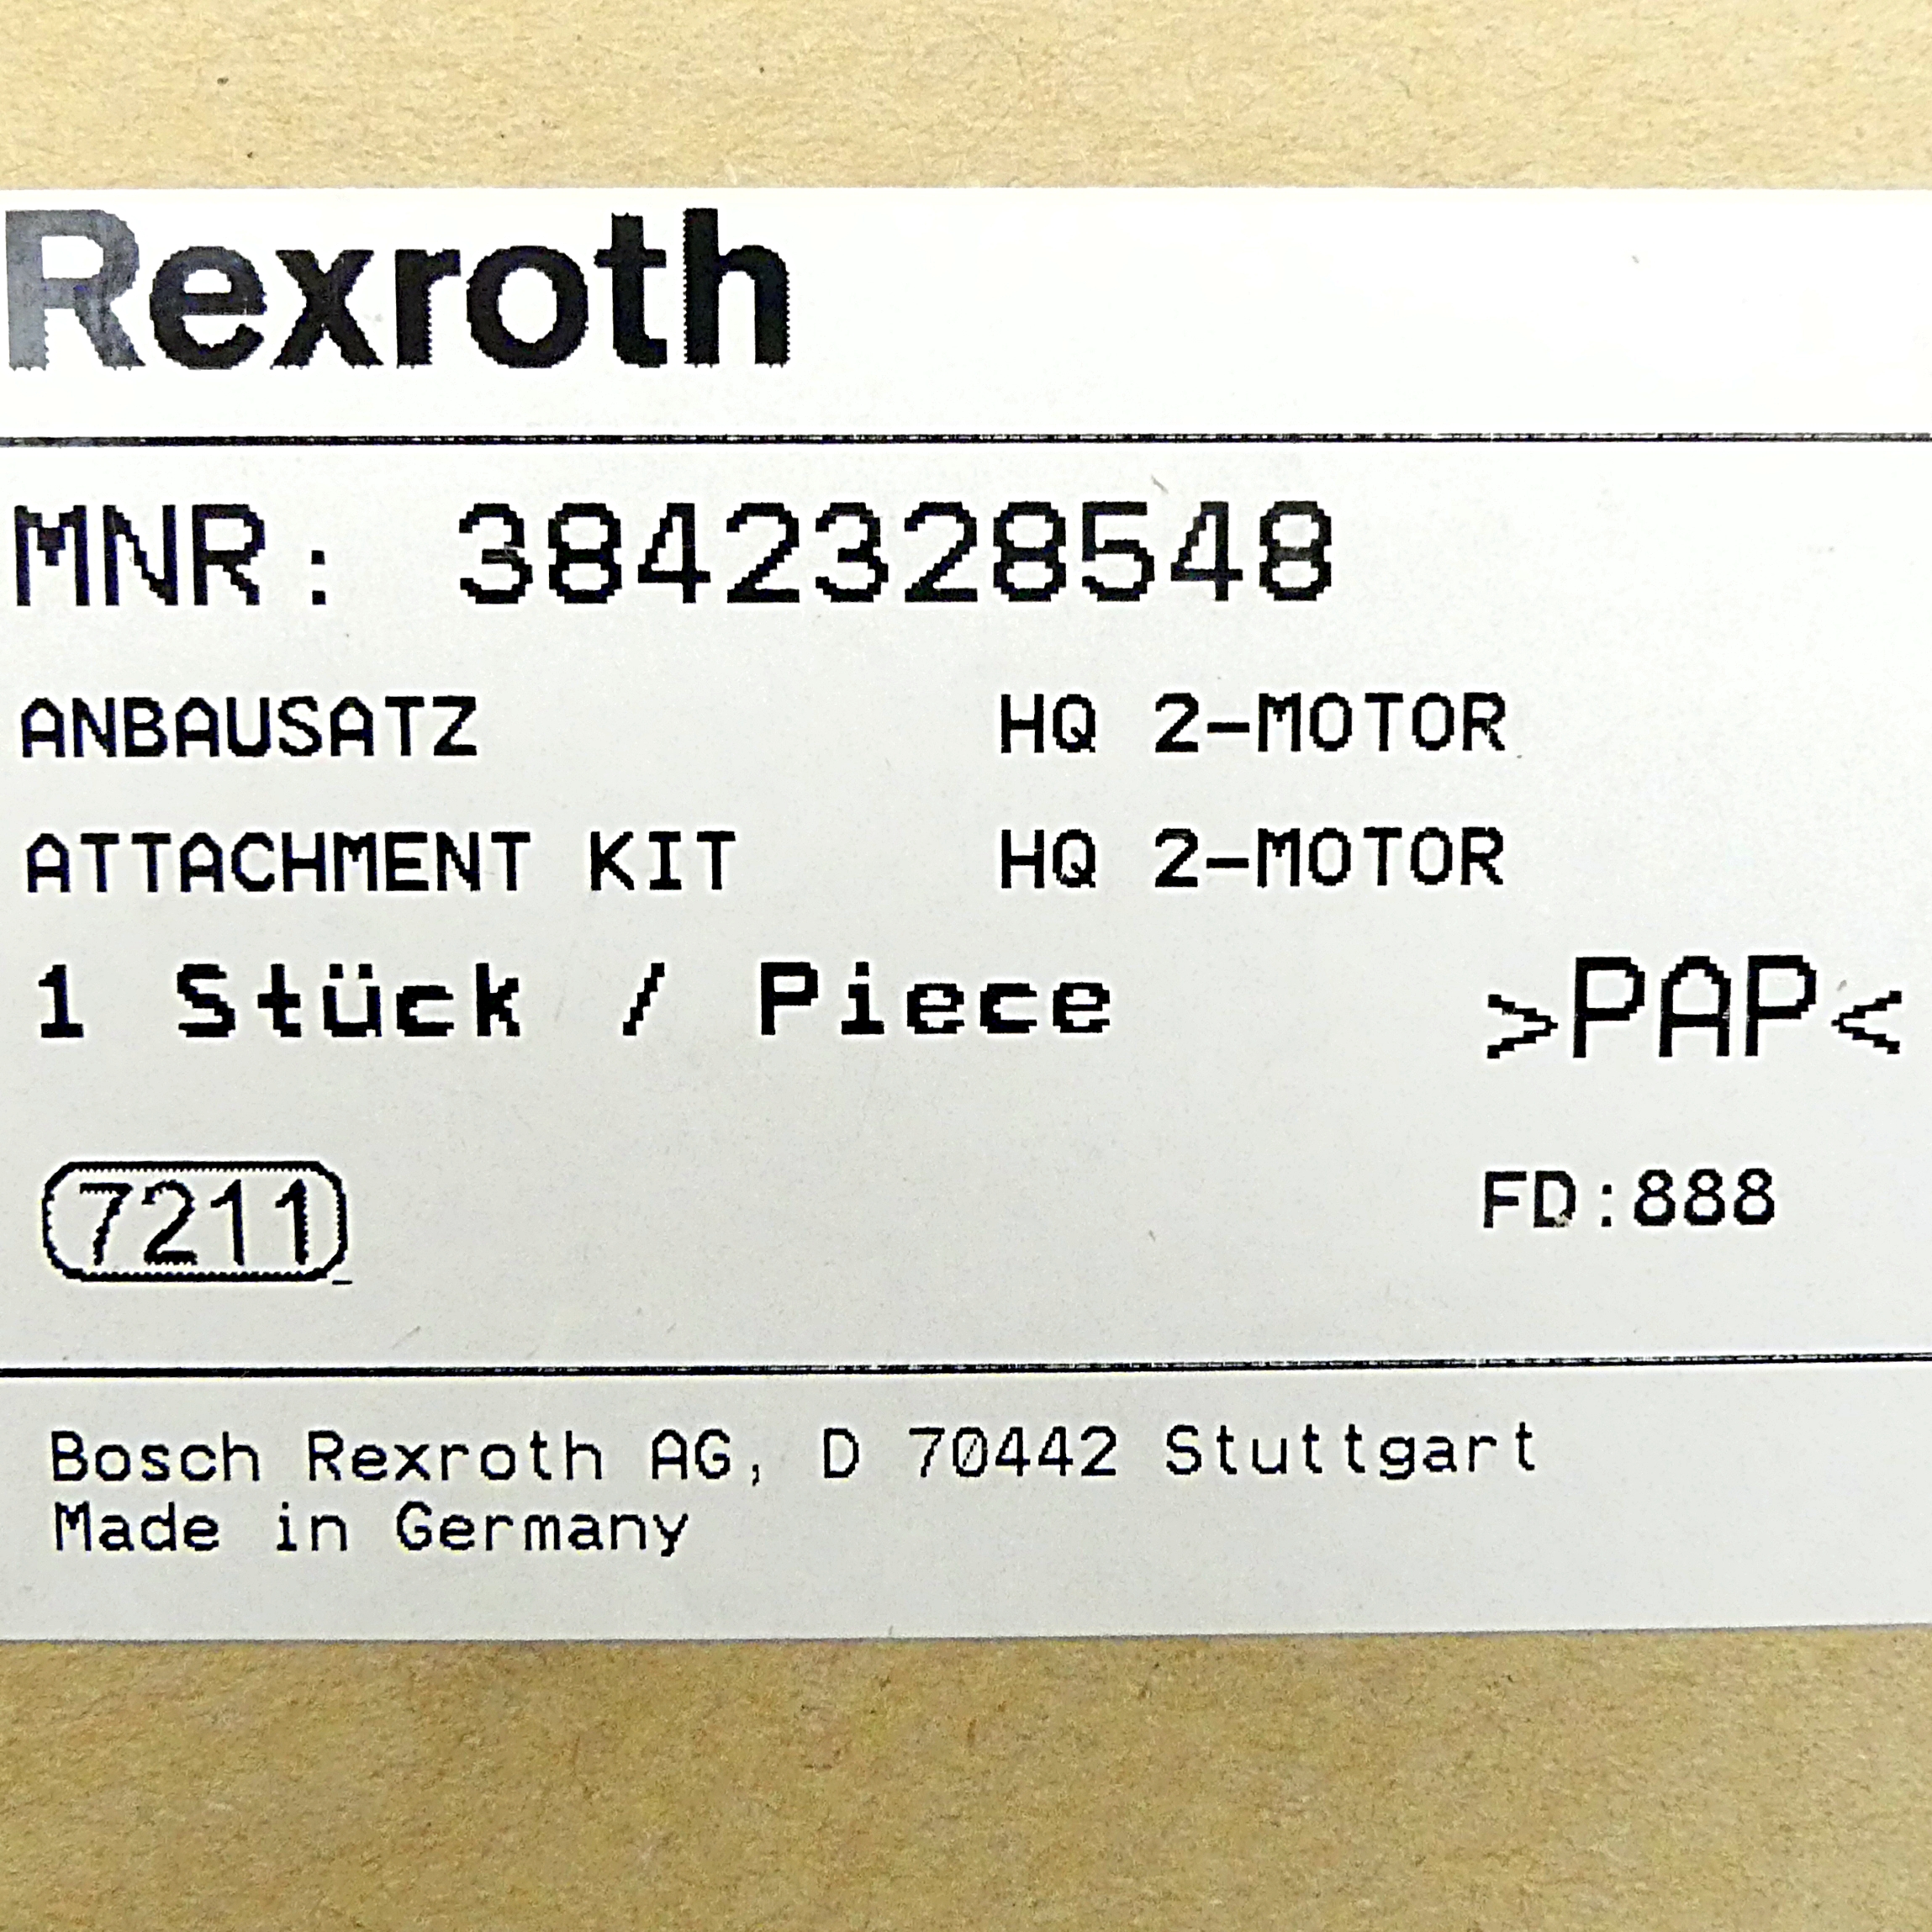 Rexroth
MNR: 3842328548
ANBAUSATZ HQ 2-MOTOR
ATTACHMENT KIT HQ 2-MOTOR
1 Stück / Piece >PAP<
7211 FD:888
Bosch Rexroth AG, D 70442 Stuttgart
Made in Germany